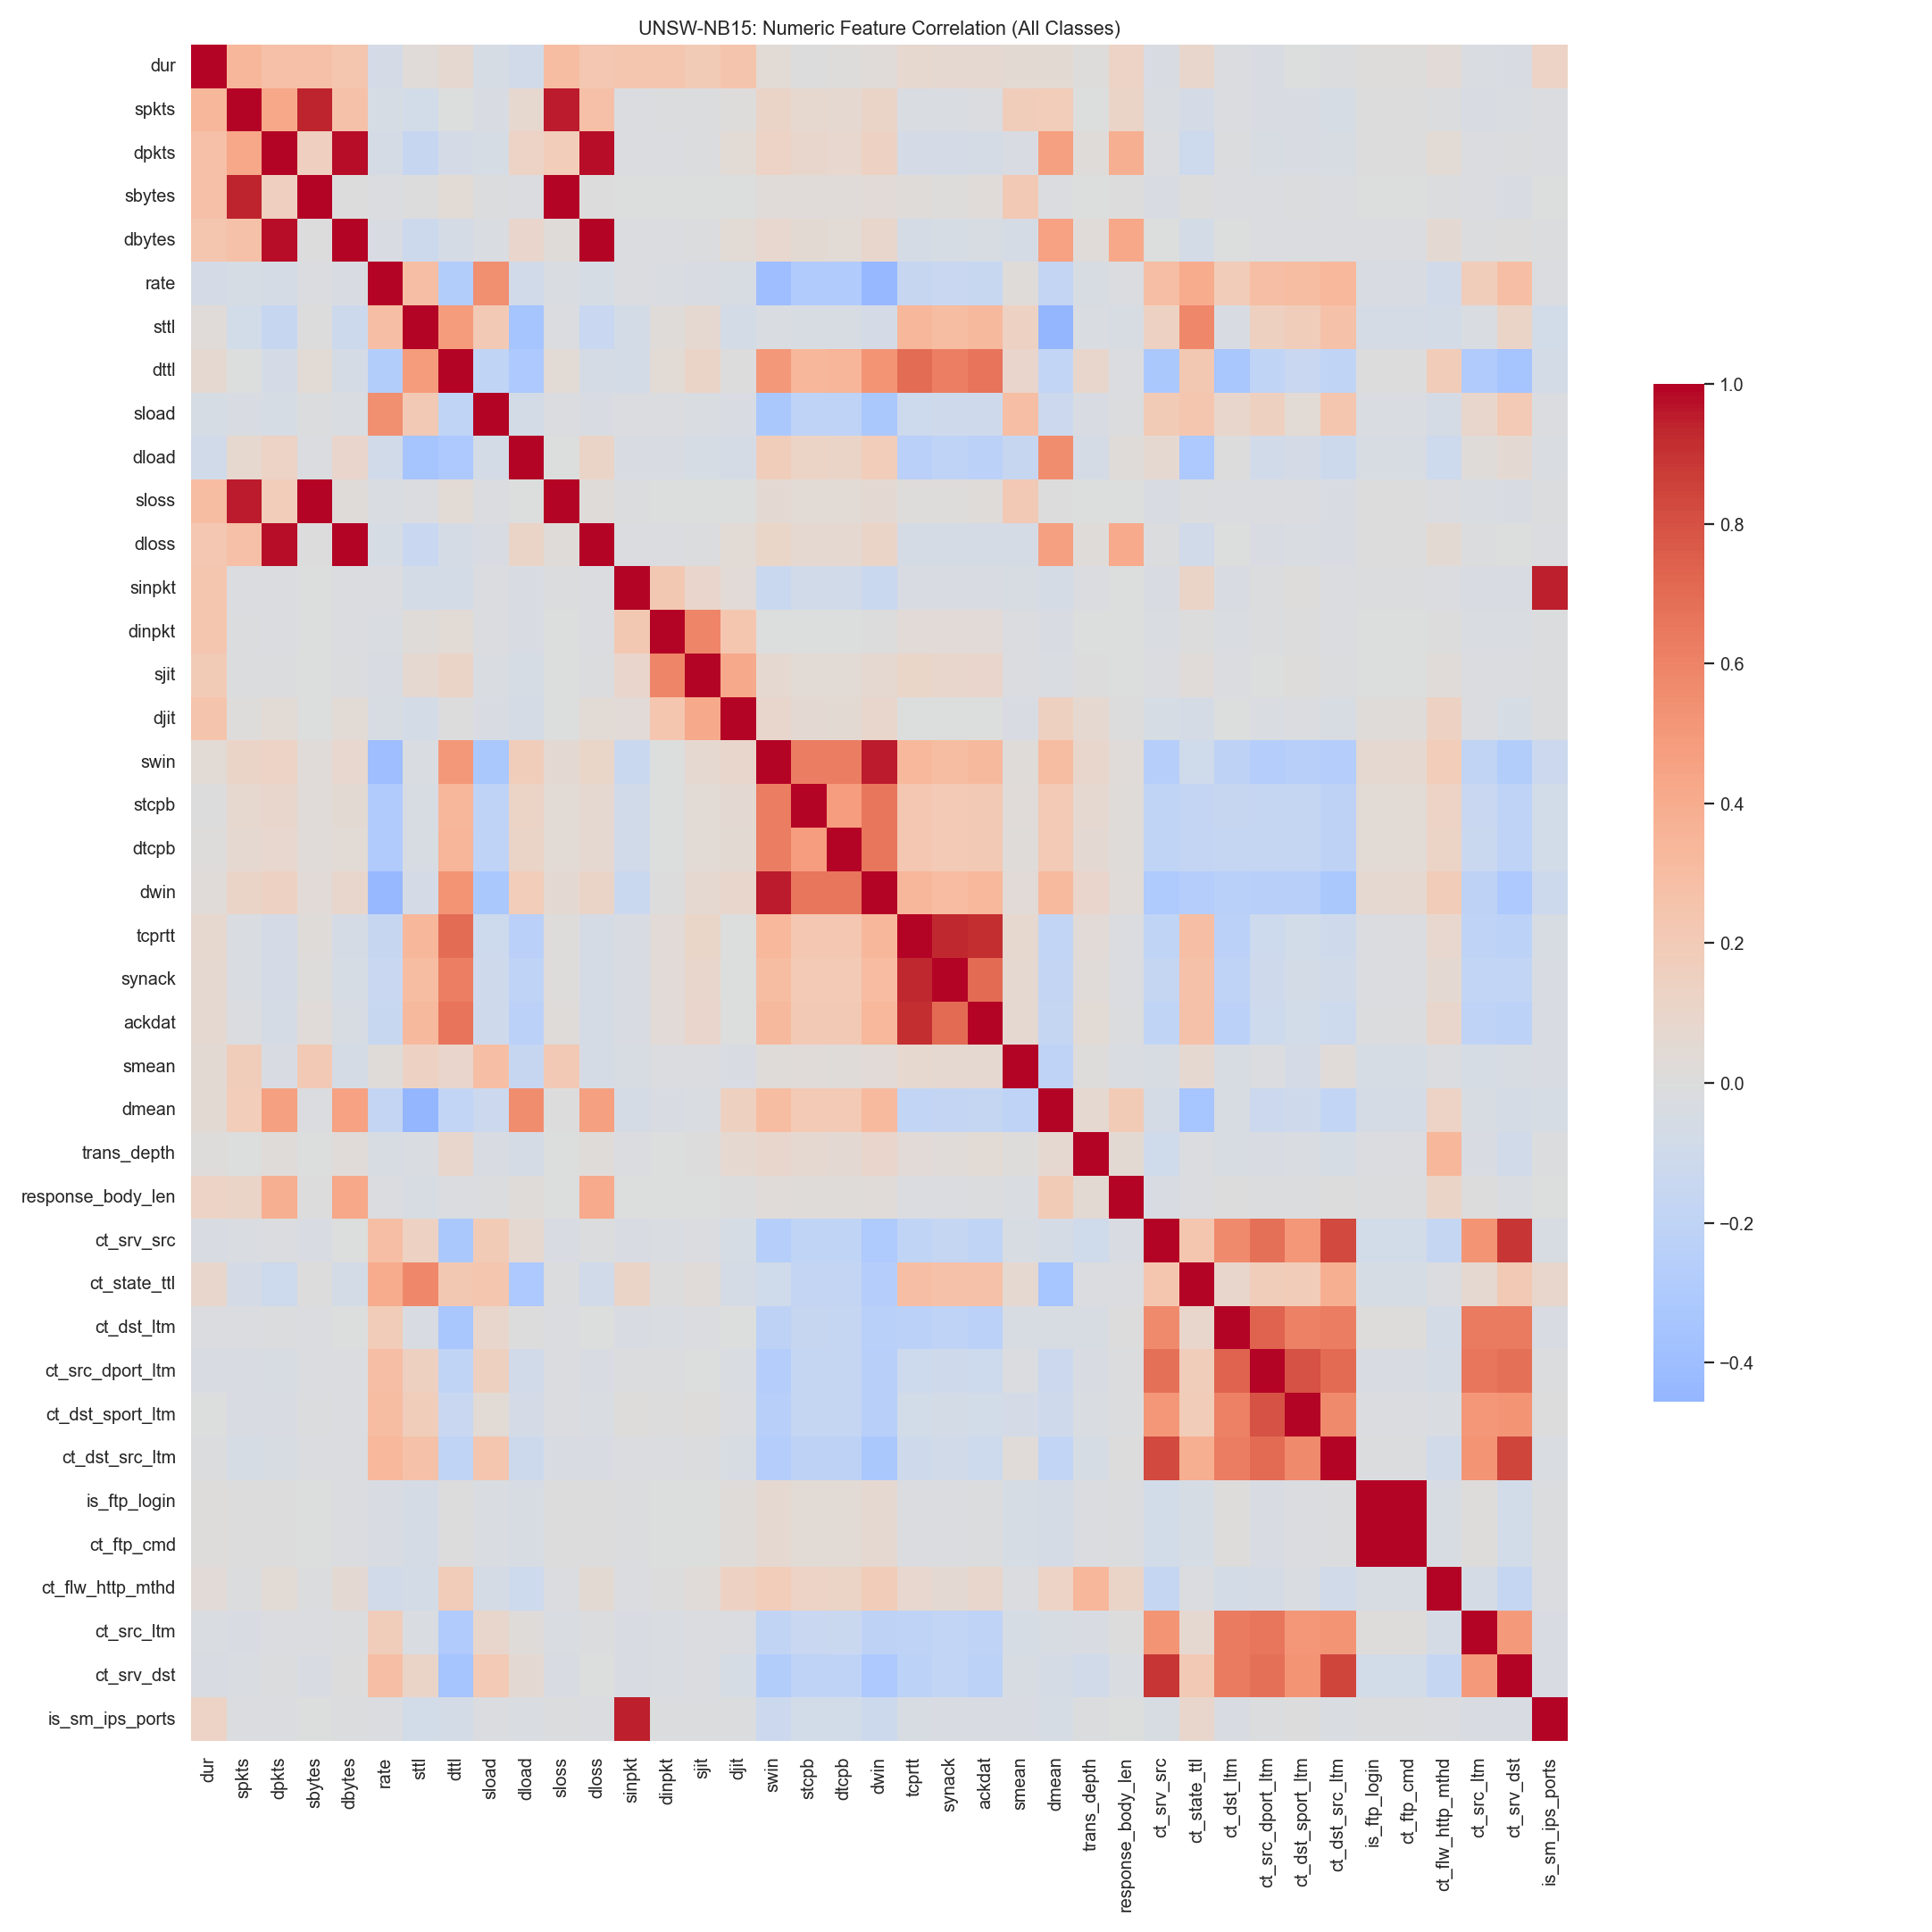 UNSW-NB15: Numeric Feature Correlation (All Classes)
dur
spkts
dpkts
sbytes
dbytes
rate
sttl
dttl
sload
dload
sloss
dloss
sinpkt
dinpkt
sjit
djit
swin
stcpb
dtcpb
dwin
tcprtt
synack
ackdat
smean
dmean
trans_depth
response_body_len
ct_srv_src
ct_state_ttl
ct_dst_ltm
ct_src_dport_ltm
ct_dst_sport_ltm
ct_dst_src_ltm
is_ftp_login
ct_ftp_cmd
ct_flw_http_mthd
ct_src_ltm
ct_srv_dst
is_sm_ips_ports
dur
spkts
dpkts
sbytes
dbytes
rate
sttl
dttl
sload
dload
sloss
dloss
sinpkt
dinpkt
sjit
djit
swin
stcpb
dtcpb
dwin
tcprtt
synack
ackdat
smean
dmean
trans_depth
response_body_len
ct_srv_src
ct_state_ttl
ct_dst_ltm
ct_src_dport_ltm
ct_dst_sport_ltm
ct_dst_src_ltm
is_ftp_login
ct_ftp_cmd
ct_flw_http_mthd
ct_src_ltm
ct_srv_dst
is_sm_ips_ports
1.0
0.8
0.6
0.4
0.2
0.0
−0.2
−0.4